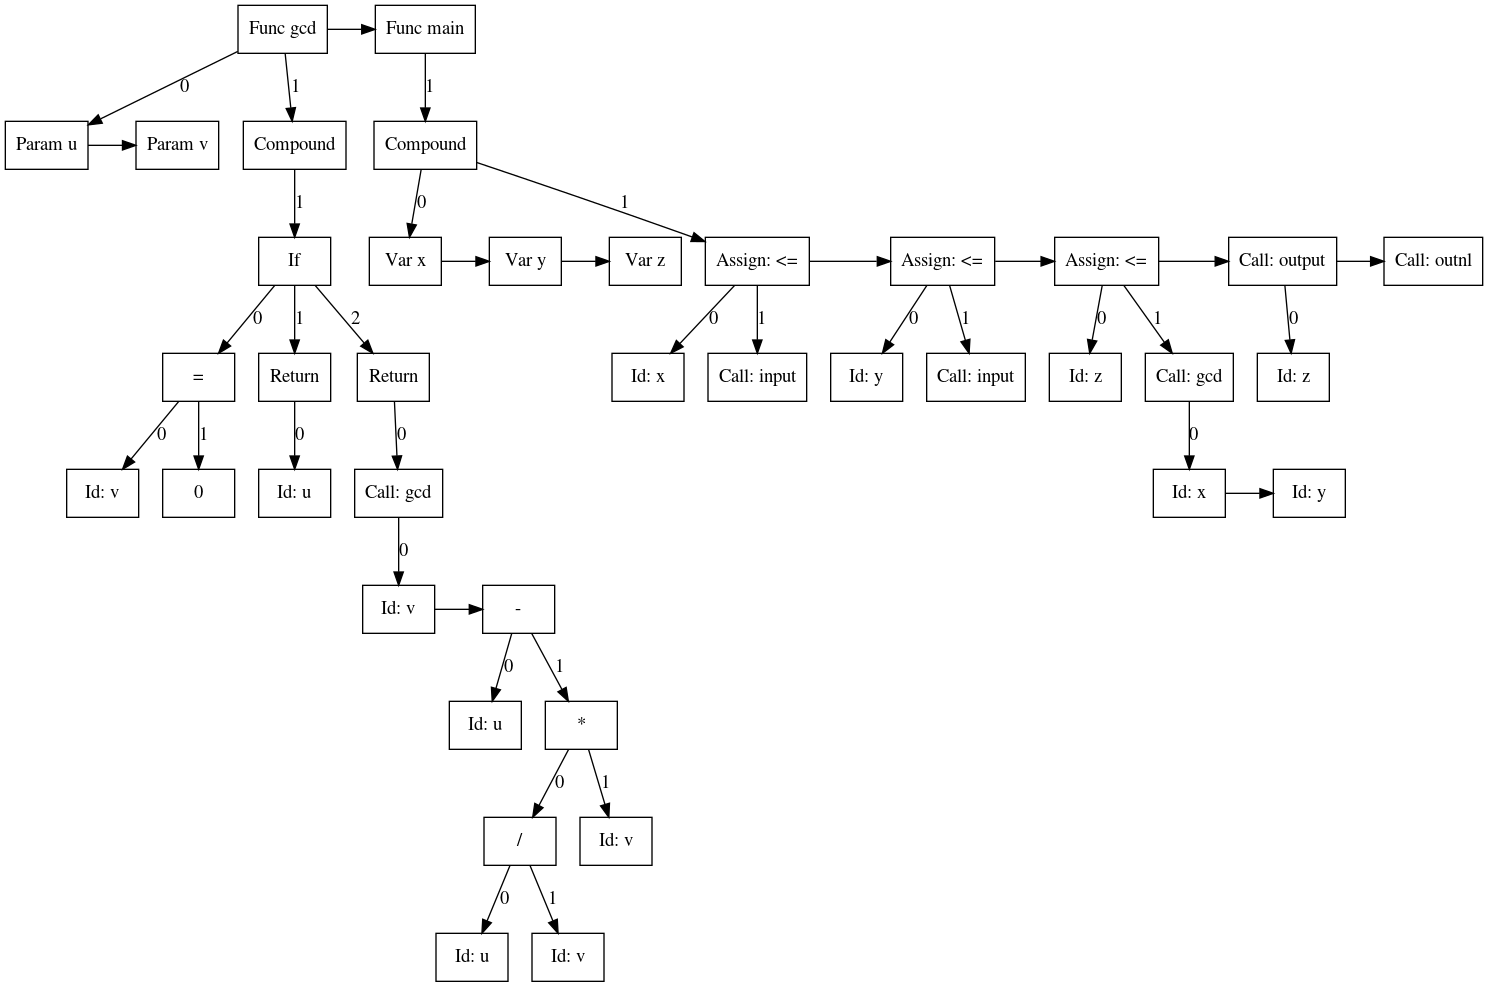 Func gcd
Func main
0
1
1
Param u
Param v
Compound
Compound
1
0
1
If
Var x
Var y
Var z
Assign: <=
Assign: <=
Assign: <=
Call: output
Call: outnl
0
1
2
0
1
0
1
0
1
0
=
Return
Return
Id: x
Call: input
Id: y
Call: input
Id: z
Call: gcd
Id: z
0
1
0
0
0
Id: v
0
Id: u
Call: gcd
Id: x
Id: y
0
Id: v
-
0
1
Id: u
*
0
1
/
Id: v
0
1
Id: u
Id: v